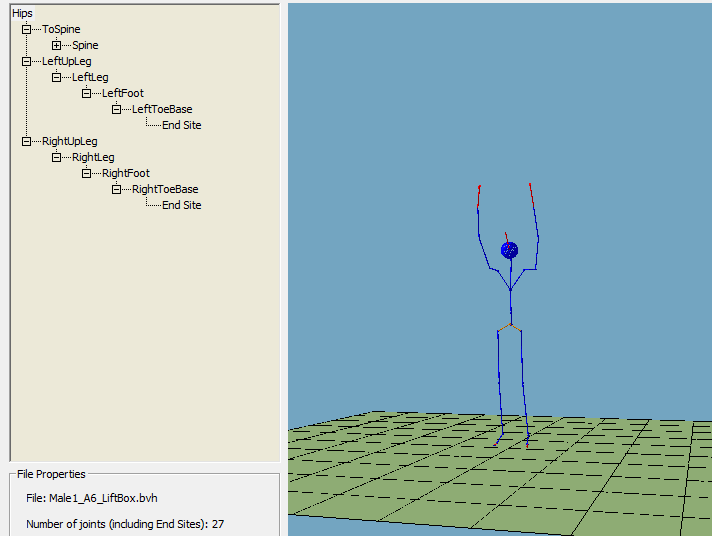 Hips
ToSpine
Spine
LeftUpLeg
LeftLeg
LeftFoot
LeftToeBase
End Site
RightUpLeg
RightLeg
RightFoot
RightToeBase
End Site
File Properties
File: Male1_A6_LiftBox.bvh
Number of joints (including End Sites): 27